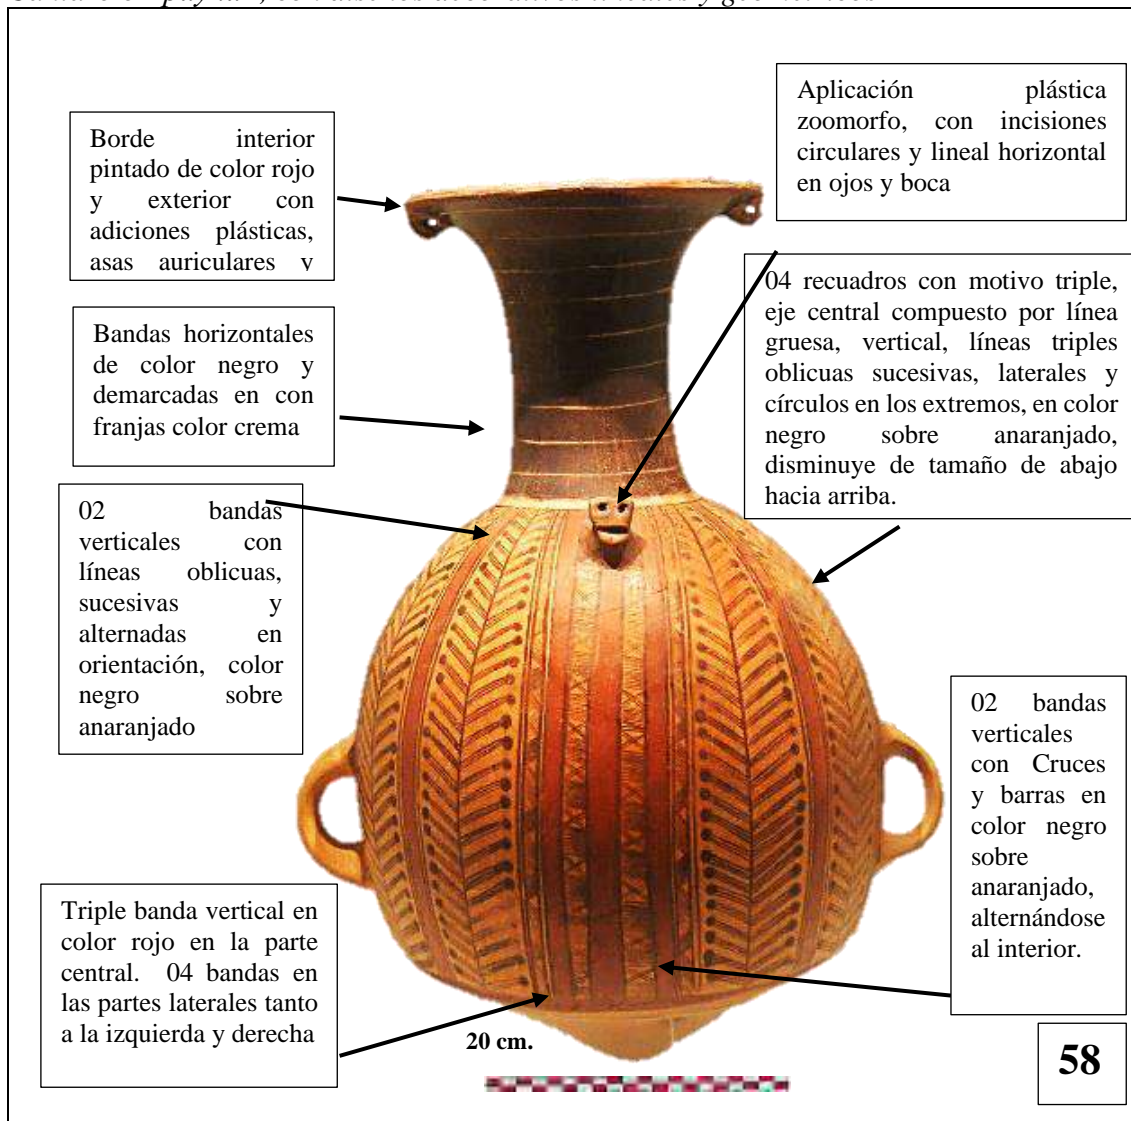 con diseños decorativos lineales y geométricos
Borde interior
pintado de color rojo
y exterior con
adiciones plásticas,
asas auriculares y
Aplicación plástica
zoomorfo, con incisiones
circulares y lineal horizontal
en ojos y boca
Bandas horizontales
de color negro y
demarcadas en con
franjas color crema
04 recuadros con motivo triple,
eje central compuesto por línea
gruesa, vertical, líneas triples
oblicuas sucesivas, laterales y
círculos en los extremos, en color
negro sobre anaranjado,
disminuye de tamaño de abajo
hacia arriba.
02 bandas
verticales con
líneas oblicuas,
sucesivas y
alternadas en
orientación, color
negro sobre
anaranjado
02 bandas
verticales
con Cruces
y barras en
color negro
sobre
anaranjado,
alternándose
al interior.
Triple banda vertical en
color rojo en la parte
central. 04 bandas en
las partes laterales tanto
a la izquierda y derecha
20 cm.
58